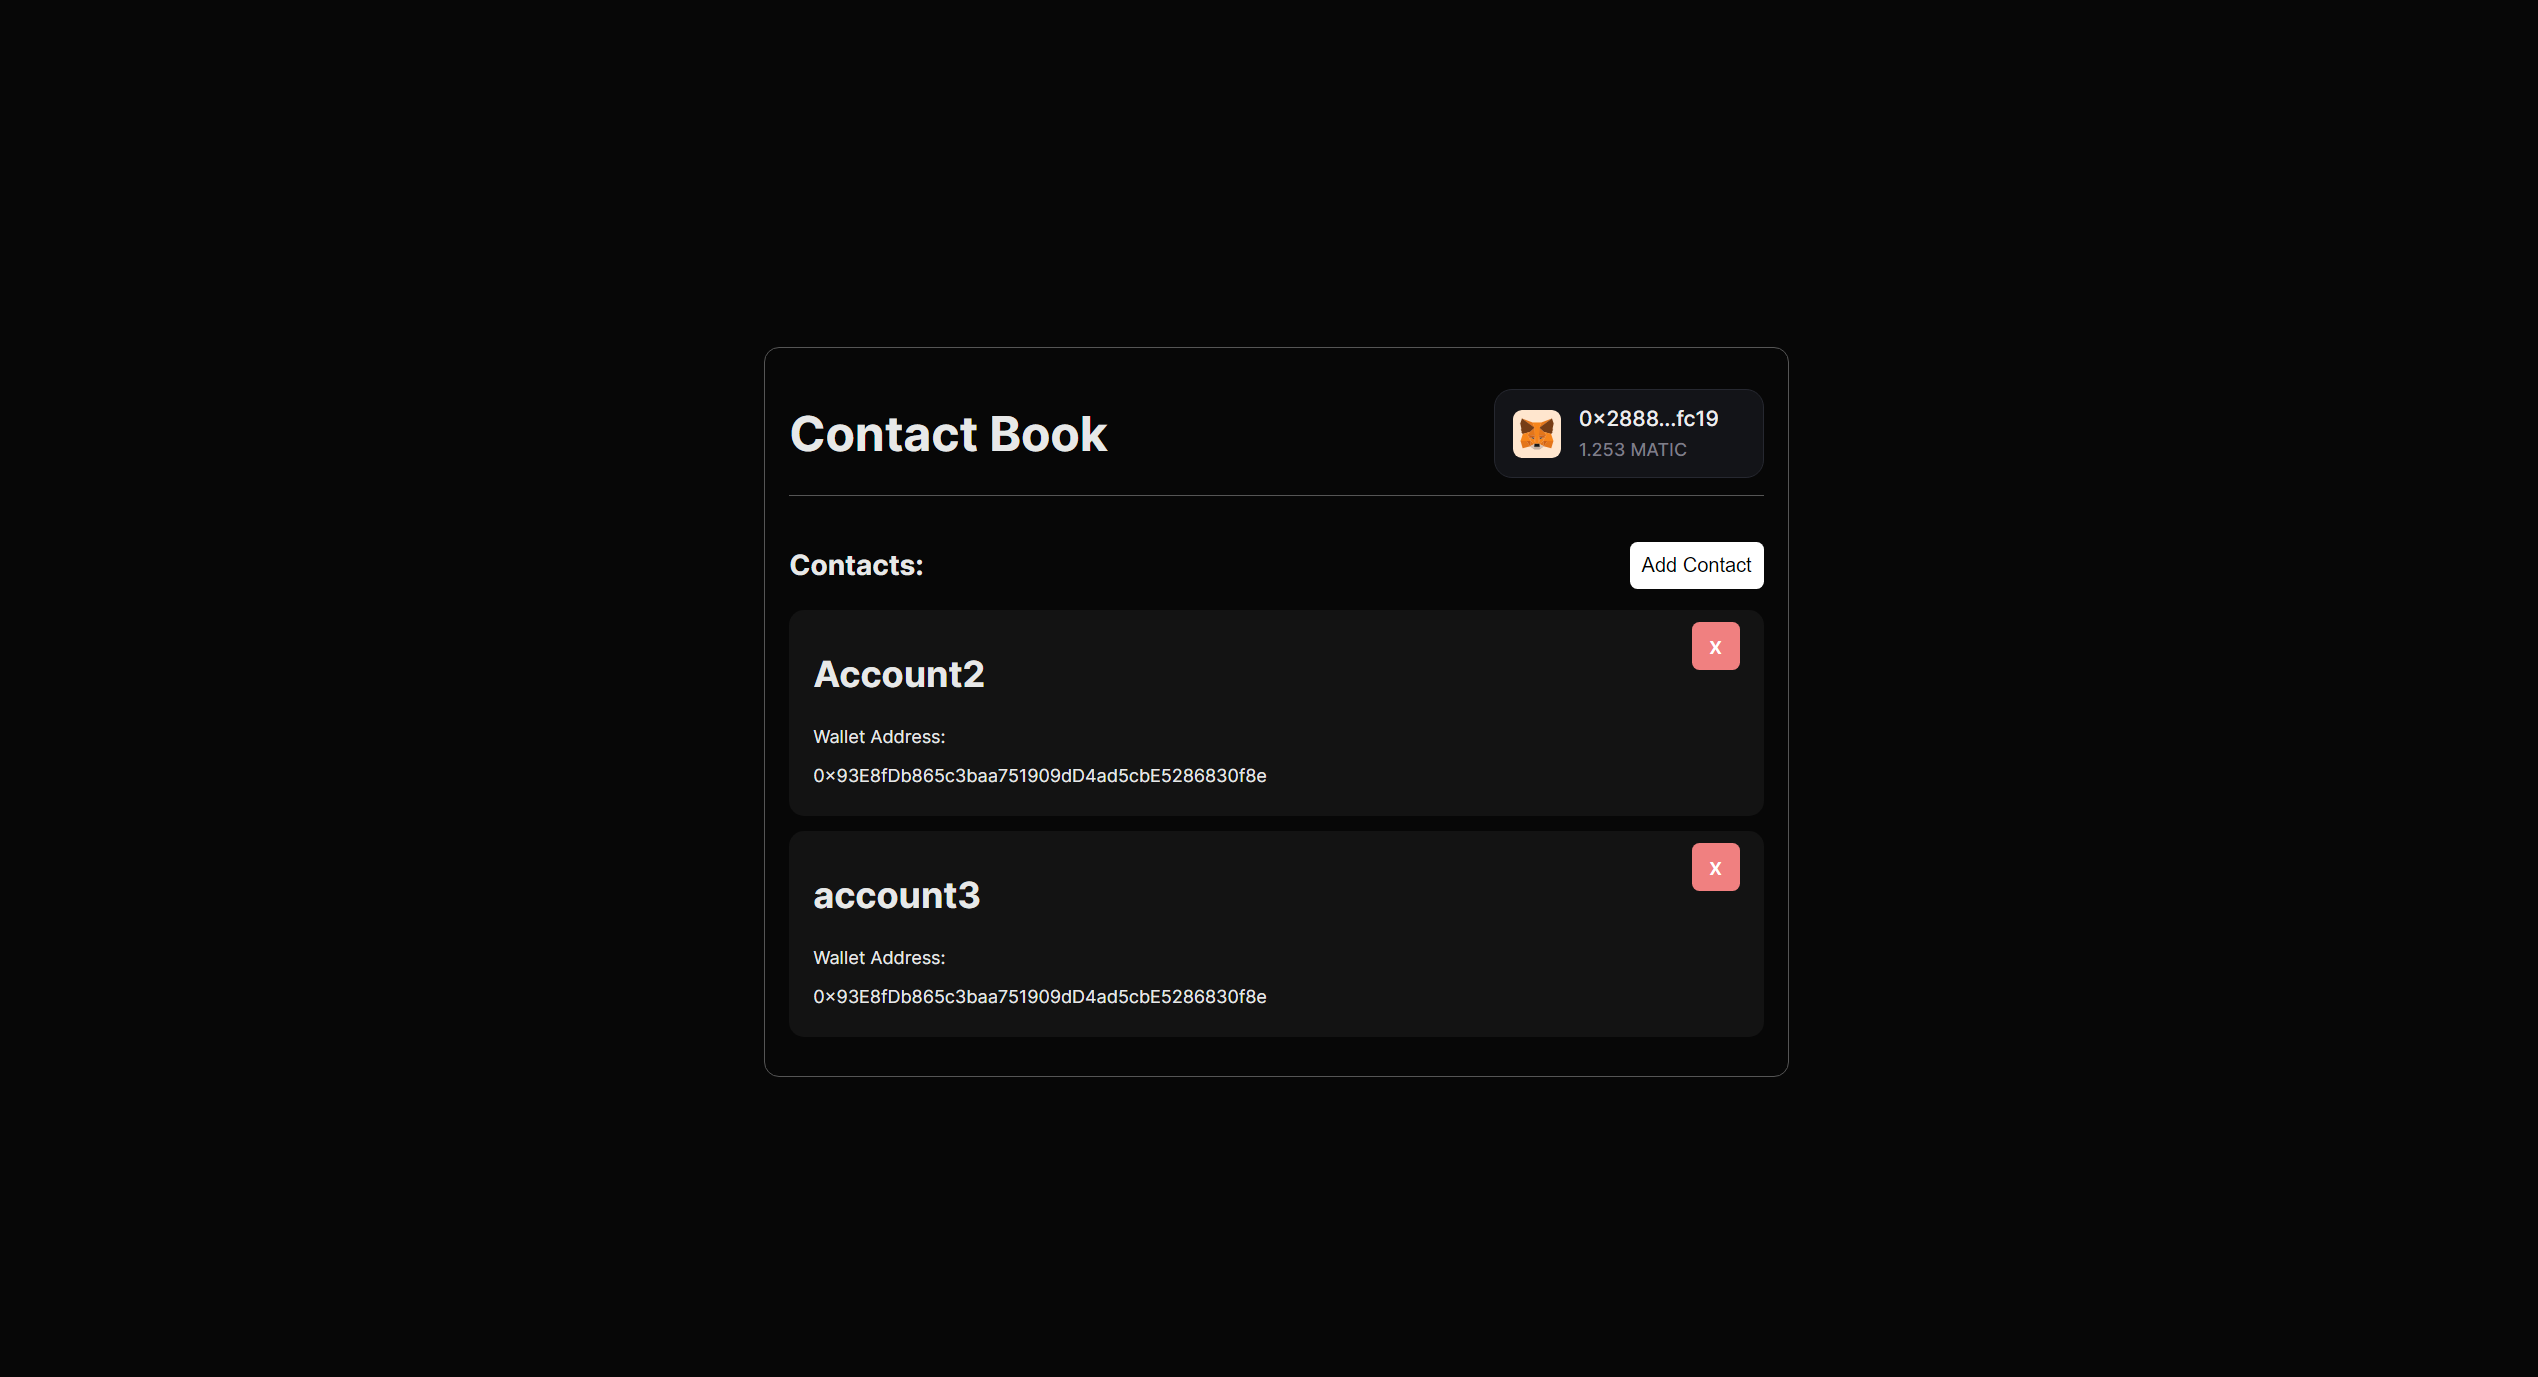 Contact Book
0x2888...fc19
1.253 MATIC
Contacts:
Add Contact
x
Account2
Wallet Address:
0x93E8fDb865c3baa751909dD4ad5cbE5286830f8e
x
account3
Wallet Address:
0x93E8fDb865c3baa751909dD4ad5cbE5286830f8e